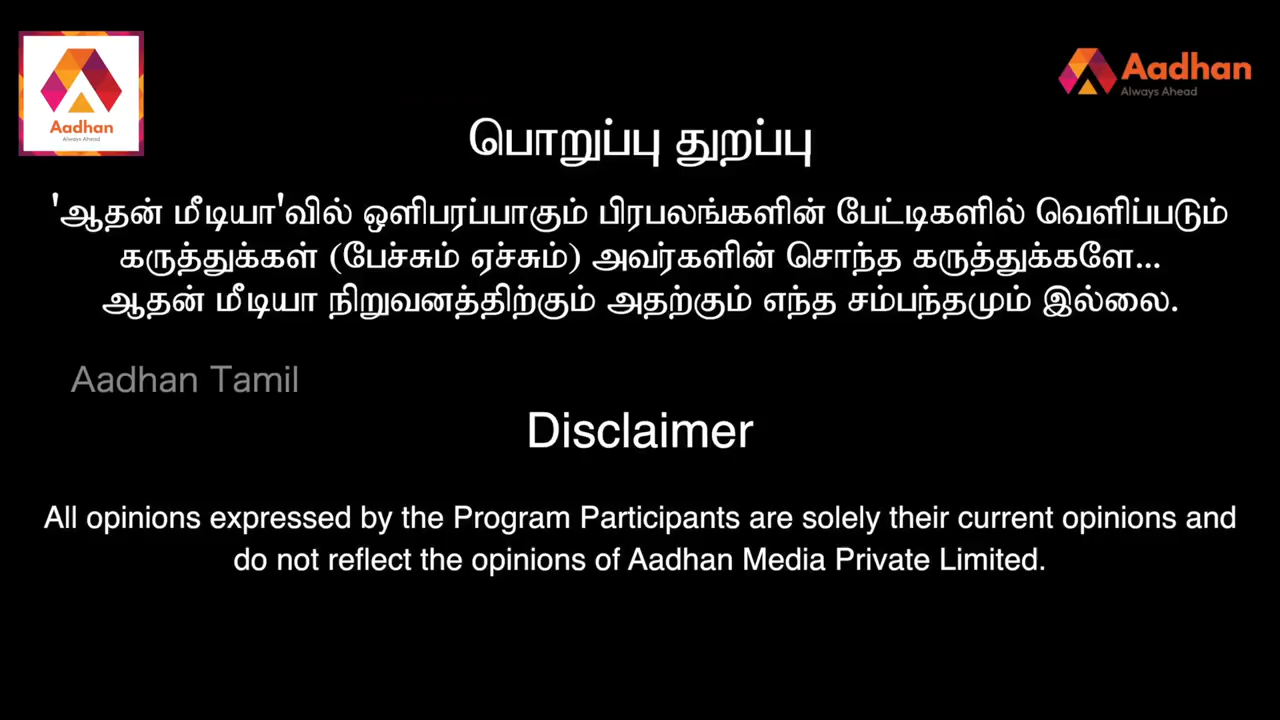 Aadhan
Always Ahead
Aadhan
Always Ahead
பொறுப்பு துறப்பு
'ஆதன் மீடியா'வில் ஒளிபரப்பாகும் பிரபலங்களின் பேட்டிகளில் வெளிப்படும்
கருத்துக்கள் (பேச்சும் ஏச்சும்) அவர்களின் சொந்த கருத்துக்களே...
ஆதன் மீடியா நிறுவனத்திற்கும் அதற்கும் எந்த சம்பந்தமும் இல்லை.
Aadhan Tamil
Disclaimer
All opinions expressed by the Program Participants are solely their current opinions and
do not reflect the opinions of Aadhan Media Private Limited.